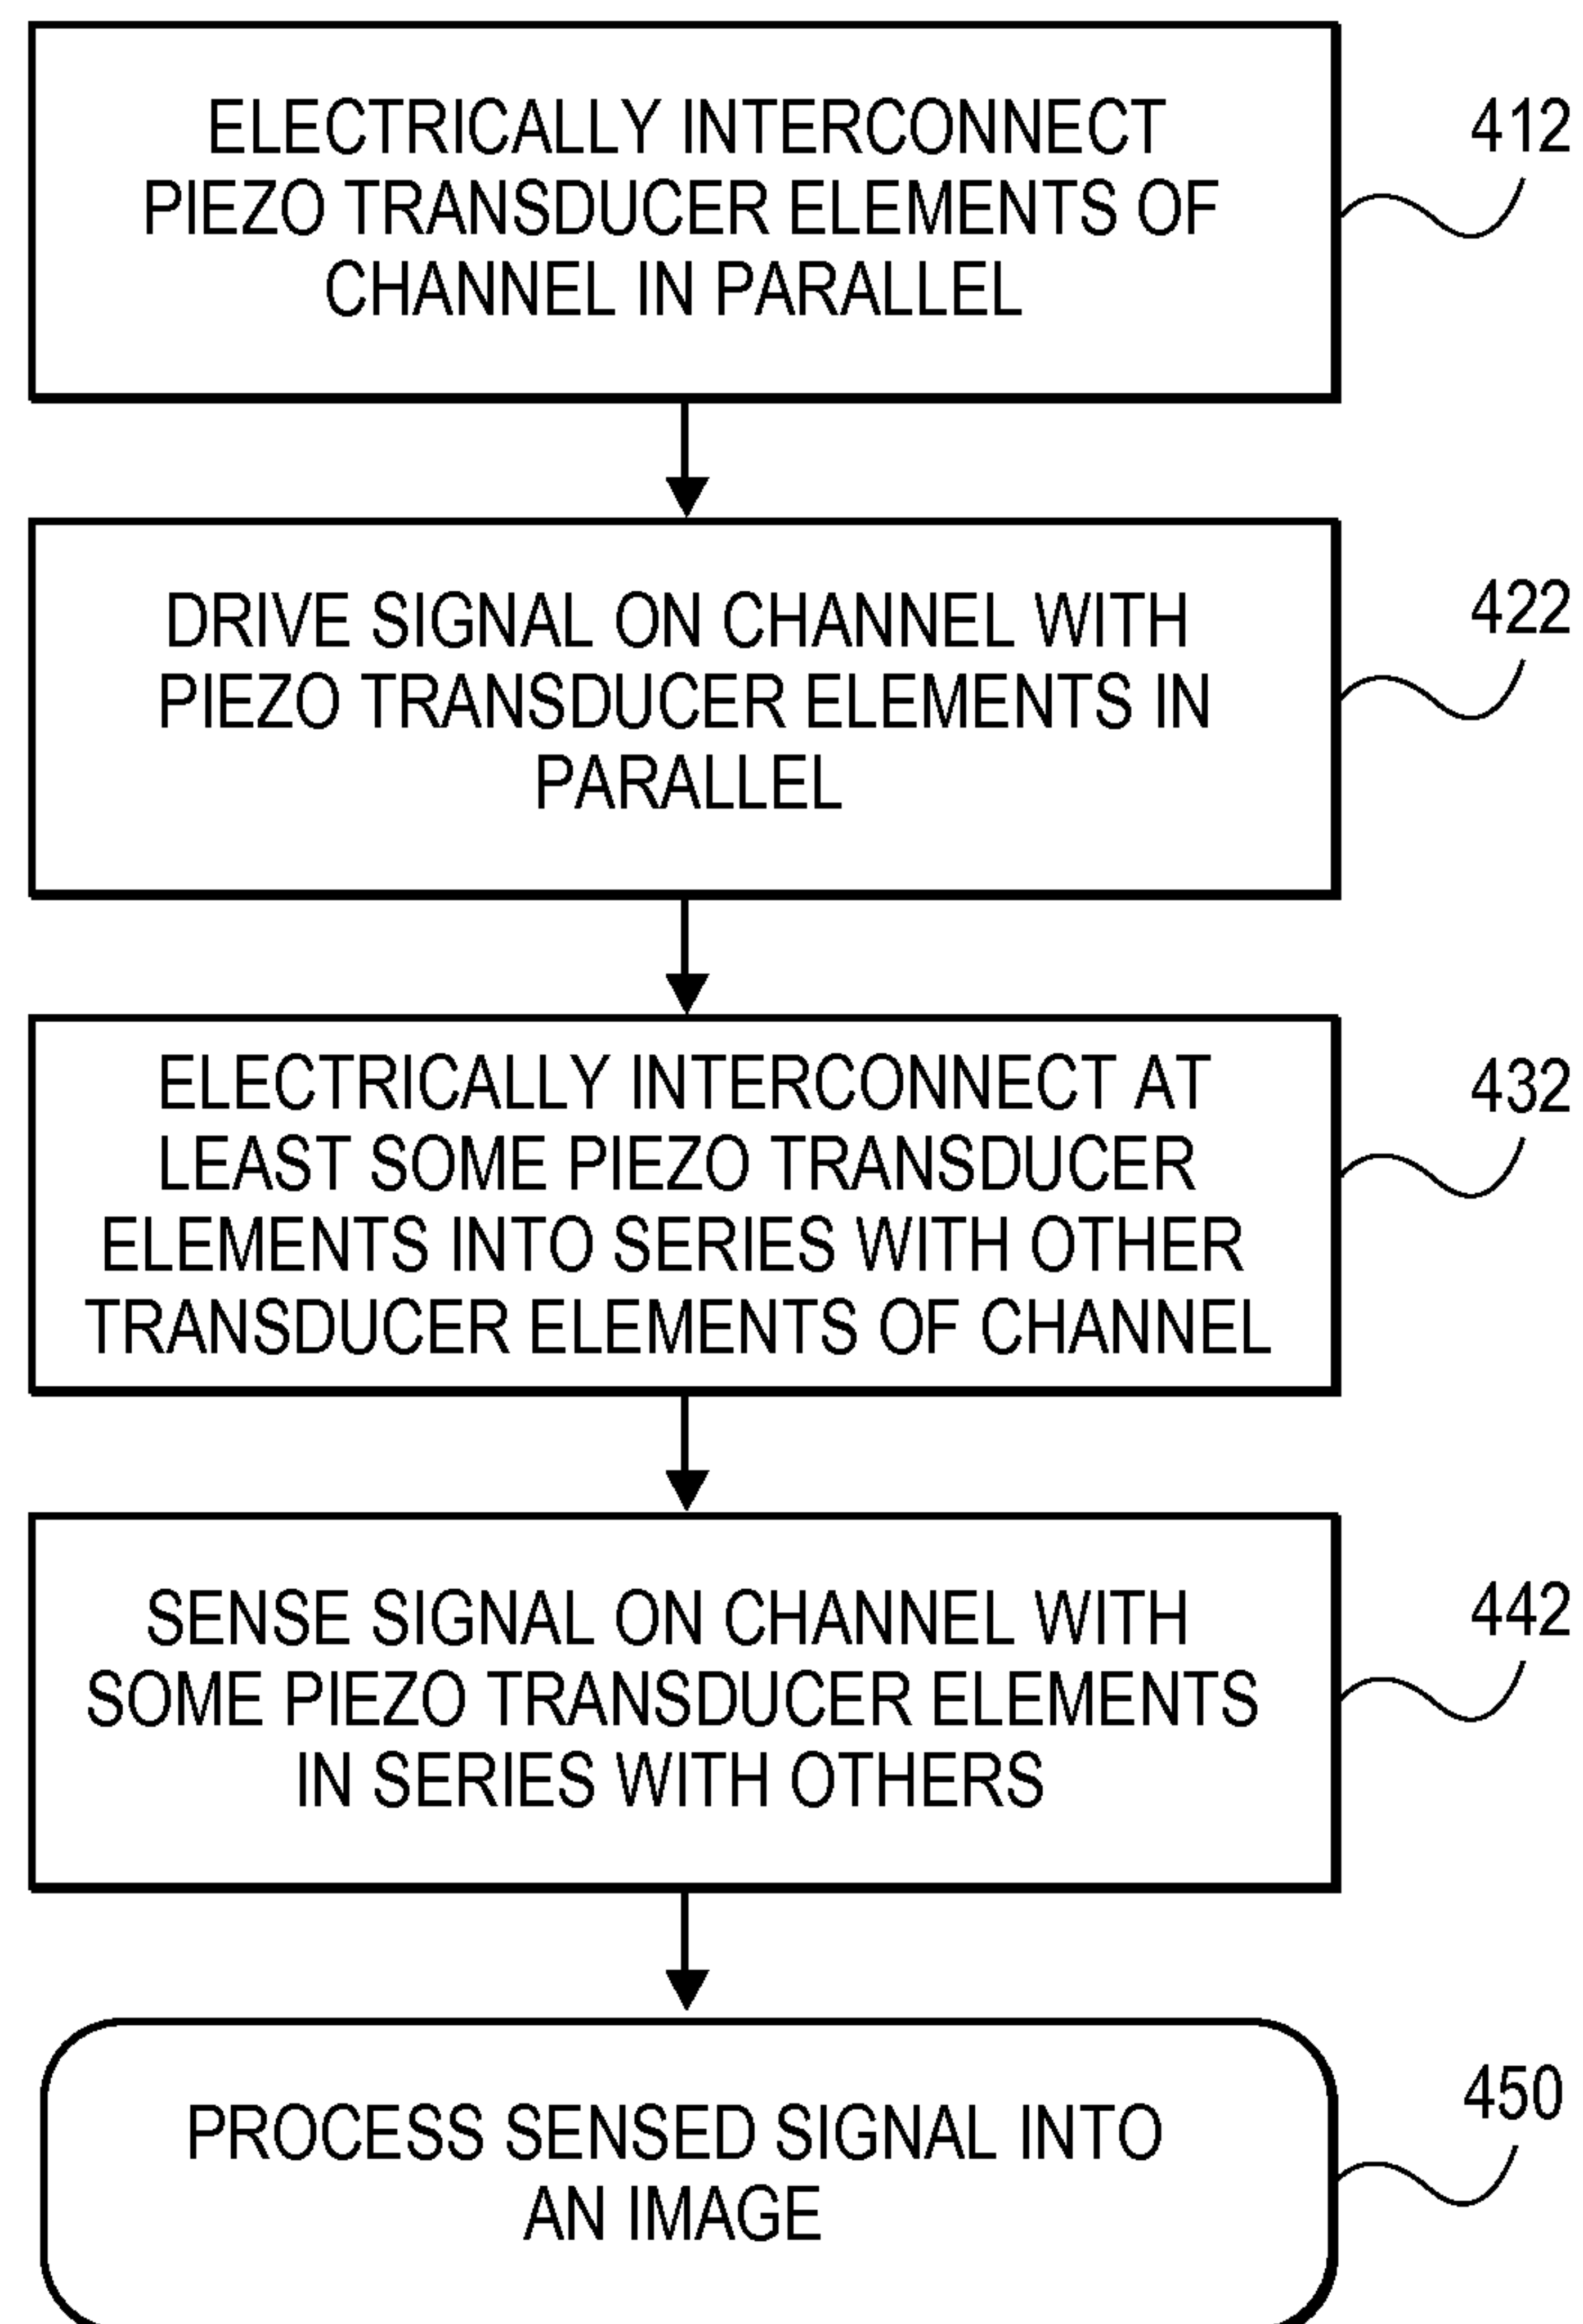 ELECTRICALLY INTERCONNECT
PIEZO TRANSDUCER ELEMENTS OF
CHANNEL IN PARALLEL
412
DRIVE SIGNAL ON CHANNEL WITH
PIEZO TRANSDUCER ELEMENTS IN
PARALLEL
422
ELECTRICALLY INTERCONNECT AT
LEAST SOME PIEZO TRANSDUCER
ELEMENTS INTO SERIES WITH OTHER
TRANSDUCER ELEMENTS OF CHANNEL
432
SENSE SIGNAL ON CHANNEL WITH
SOME PIEZO TRANSDUCER ELEMENTS
IN SERIES WITH OTHERS
442
PROCESS SENSED SIGNAL INTO
AN IMAGE
450